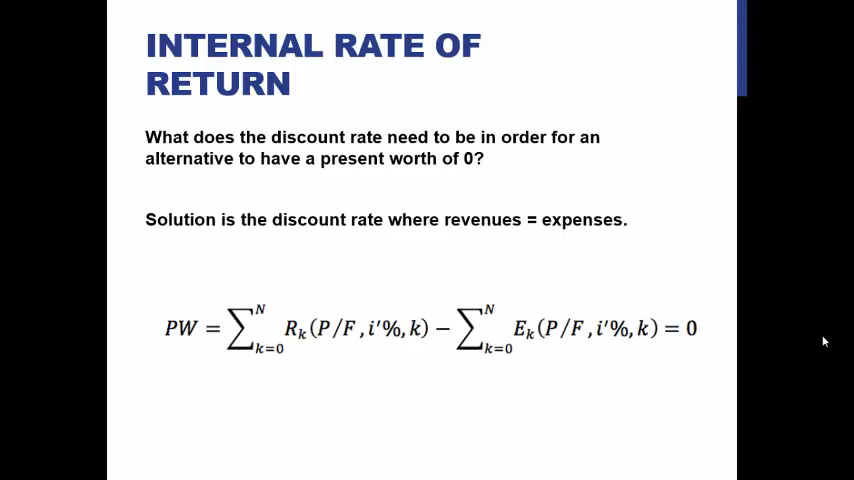 INTERNAL RATE OF
RETURN
What does the discount rate need to be in order for an
alternative to have a present worth of 0?
Solution is the discount rate where revenues = expenses.
PW = ∑_{k=0}^{N} R_k(P/F, i'%, k) − ∑_{k=0}^{N} E_k(P/F, i'%, k) = 0